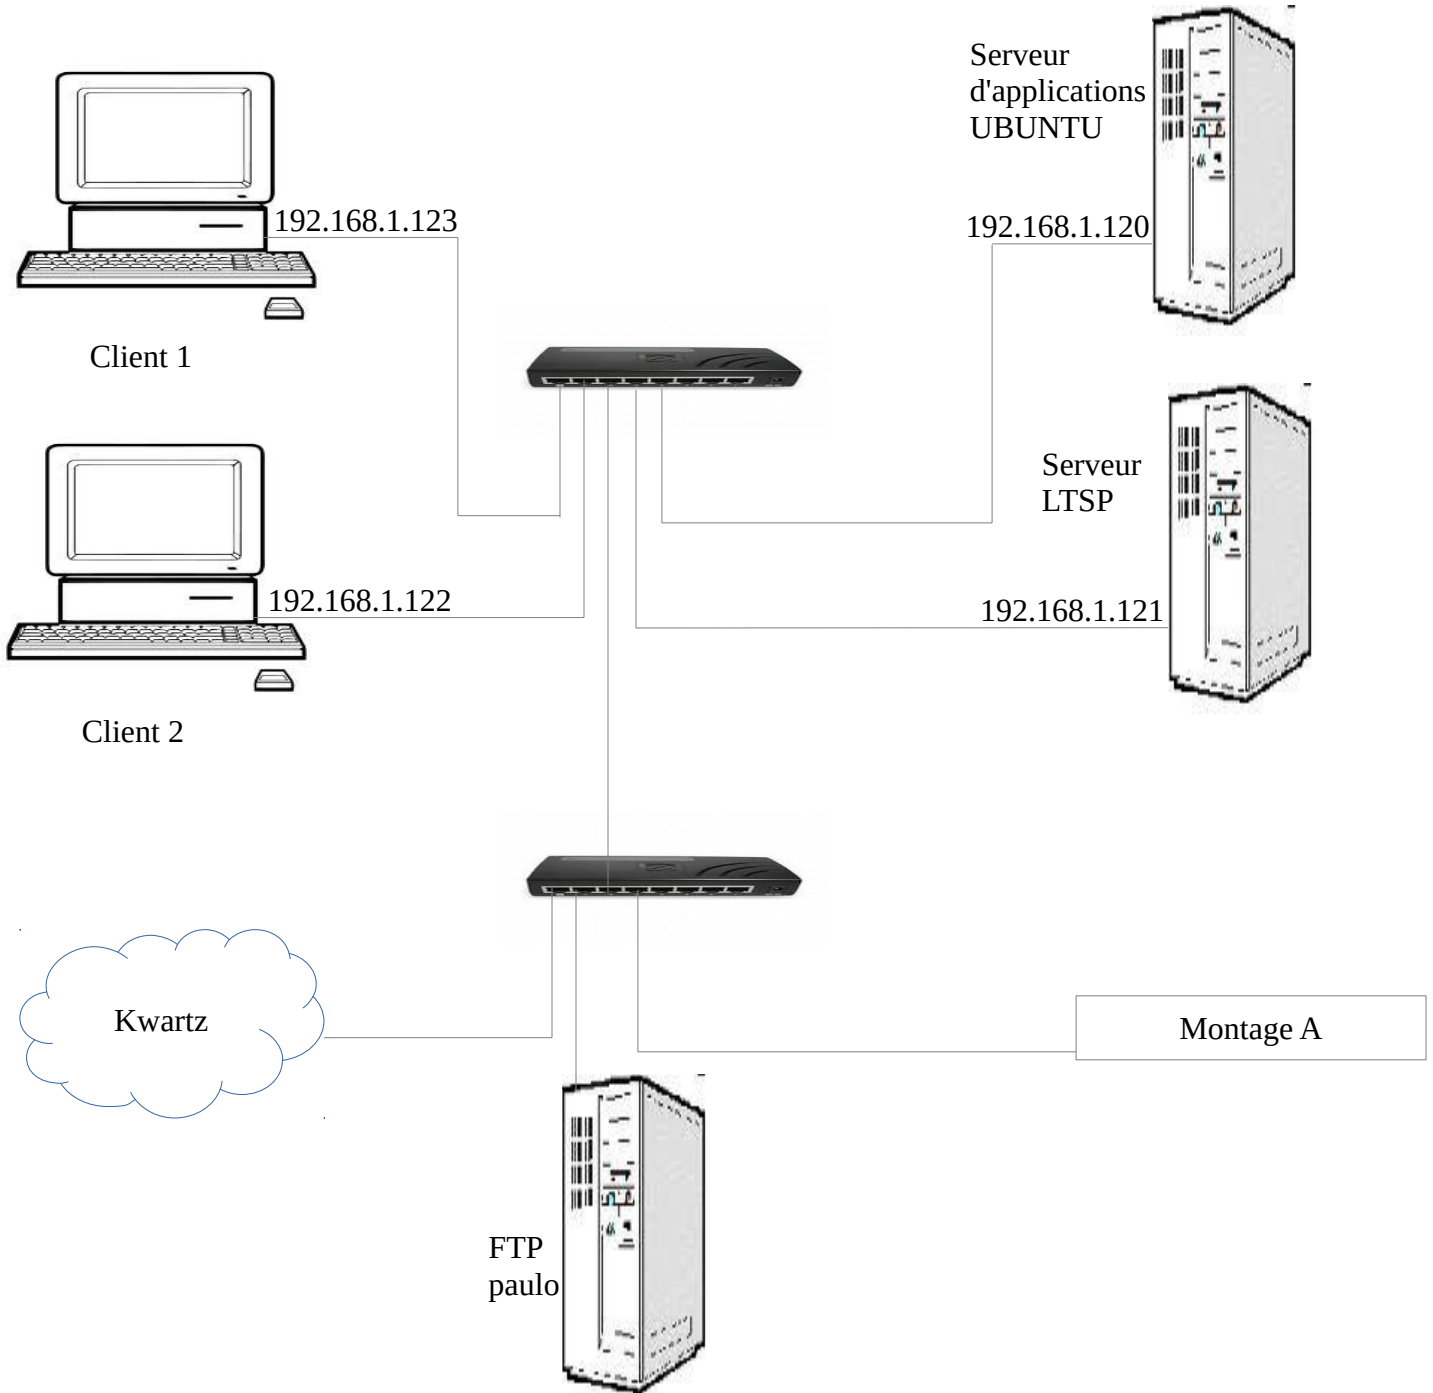 Serveur
d'applications
UBUNTU
192.168.1.123
192.168.1.120
Client 1
Serveur
LTSP
192.168.1.122
192.168.1.121
Client 2
Kwartz
Montage A
FTP
paulo